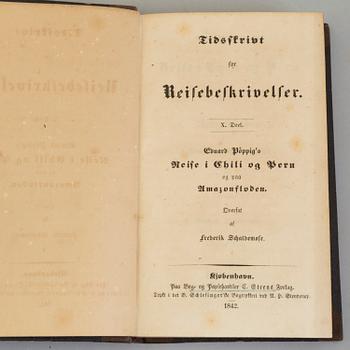 Tidsskrivt
for
Reisebeskrivelser.
X. Deel.
Eduard Pöppig's
Reise i Chili og Peru
og paa
Amazonfloden.
Oversat
af
Frederik Schaldemose.
Kjøbenhavn.
Paa Bog- og Papirhandler C. Steens Forlag.
Trykt i det B. Schlesinger'ske Bogtrykkeri ved
1842.